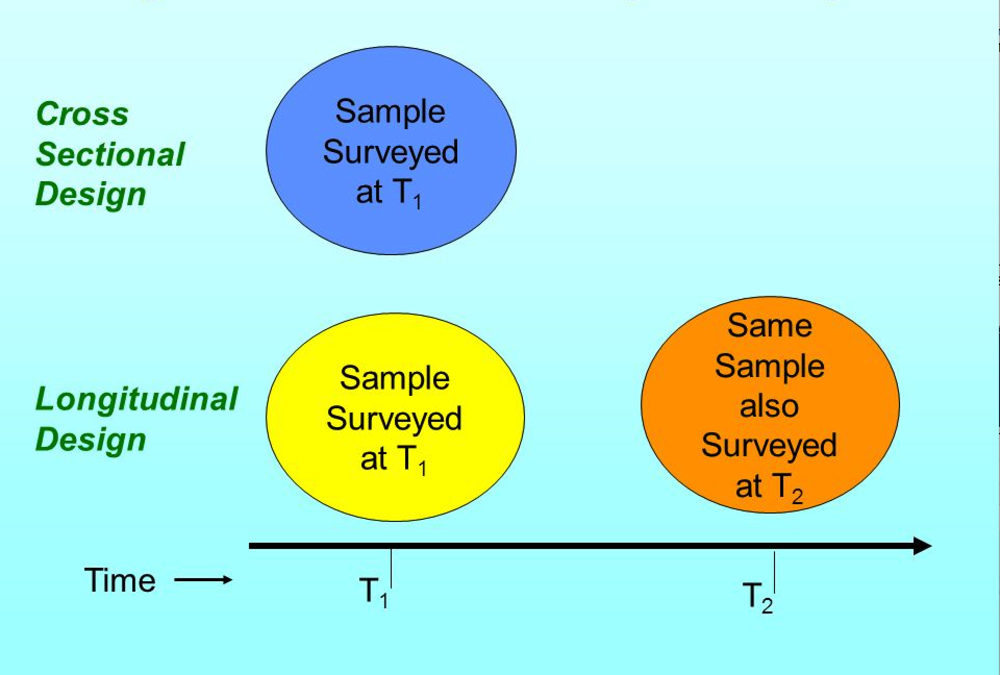 Cross
Sectional
Design
Sample
Surveyed
at T₁
Longitudinal
Design
Sample
Surveyed
at T₁
Same
Sample
also
Surveyed
at T₂
Time
T₁
T₂